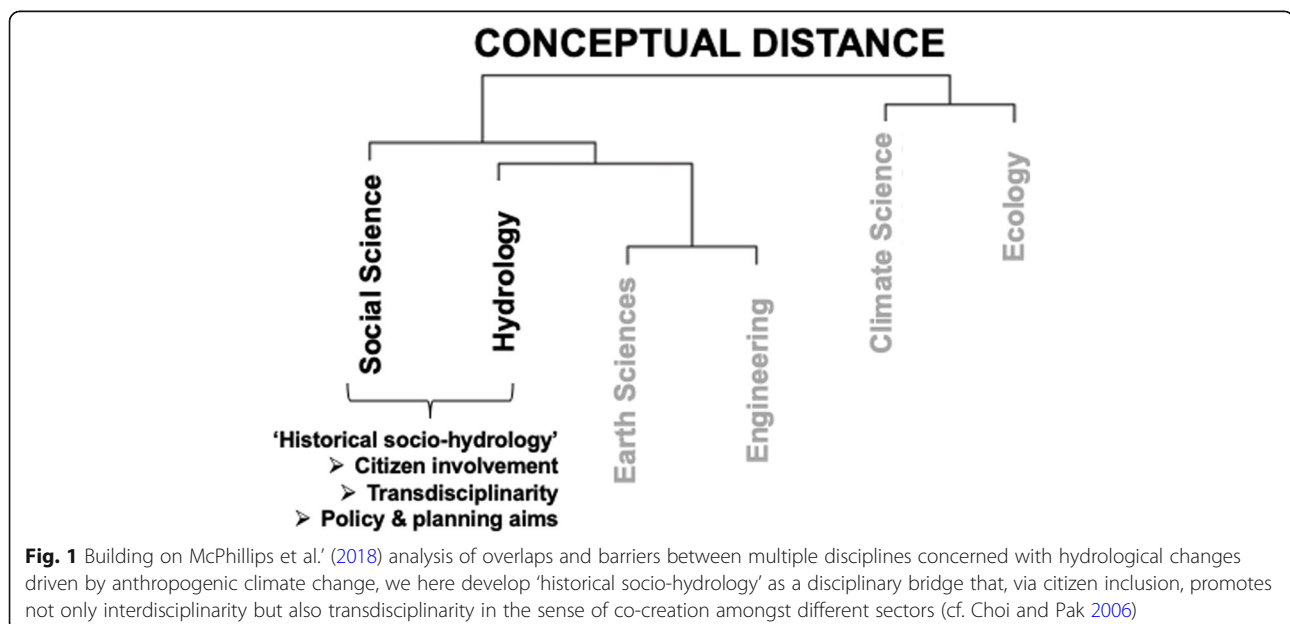 CONCEPTUAL DISTANCE
Social Science
Hydrology
Earth Sciences
Engineering
Climate Science
Ecology
‘Historical socio-hydrology’
➢ Citizen involvement
➢ Transdisciplinarity
➢ Policy & planning aims
Fig. 1 Building on McPhillips et al.’ (2018) analysis of overlaps and barriers between multiple disciplines concerned with hydrological changes
driven by anthropogenic climate change, we here develop ‘historical socio-hydrology’ as a disciplinary bridge that, via citizen inclusion, promotes
not only interdisciplinarity but also transdisciplinarity in the sense of co-creation amongst different sectors (cf. Choi and Pak 2006)